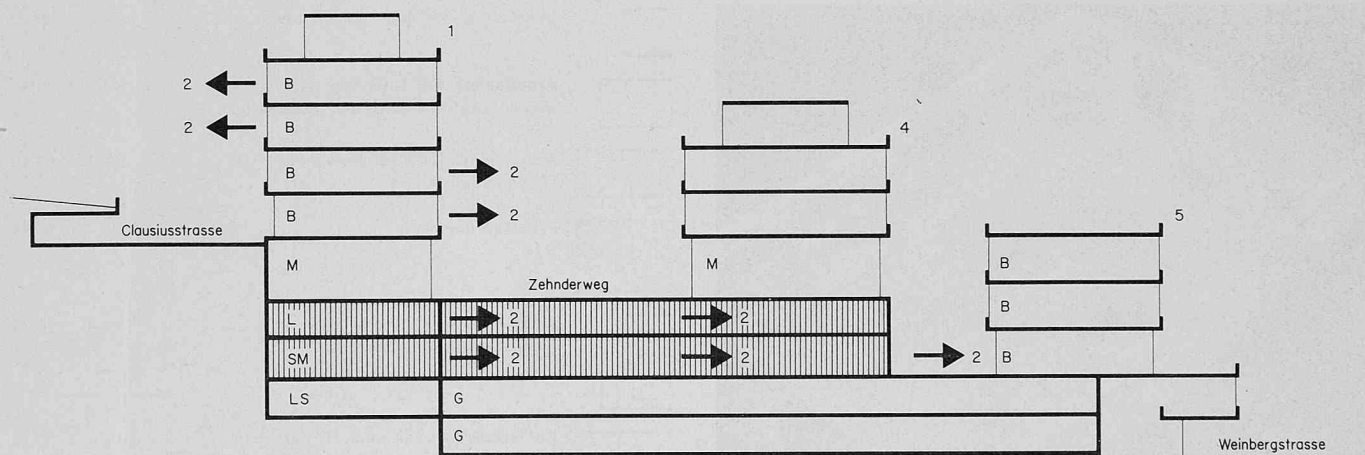 1
2 B
2 B
4
B 2
5
B 2
Clausiusstrasse
M
M
B
Zehnderweg
B
L 2 2
SM 2 2 2 B
LS G
G
Weinbergstrasse